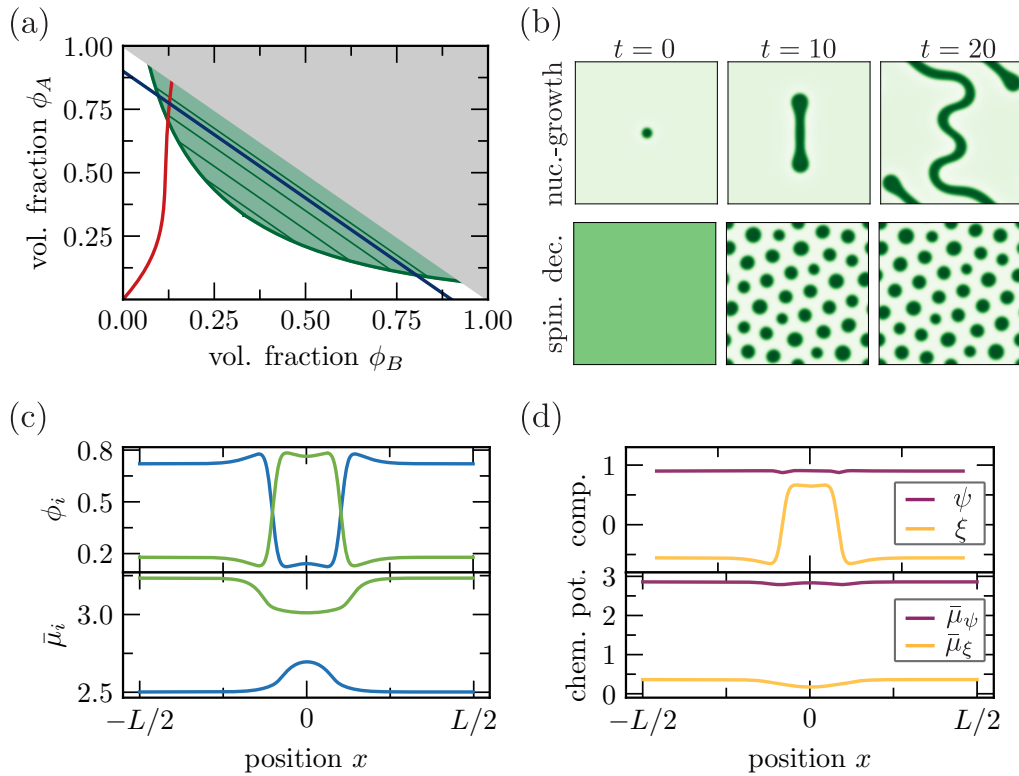 (a)
1.00
0.75
0.50
0.25
vol. fraction ϕ_A
0.00 0.25 0.50 0.75 1.00
vol. fraction ϕ_B
(b)
t = 0 t = 10 t = 20
nuc.-growth
spin. dec.
(c)
0.8
0.5
0.2
ϕ_i
3.0
2.5
μ̄_i
−L/2 0 L/2
position x
(d)
1
0
comp.
ψ
ξ
3
2
1
0
chem. pot.
μ̄_ψ
μ̄_ξ
−L/2 0 L/2
position x